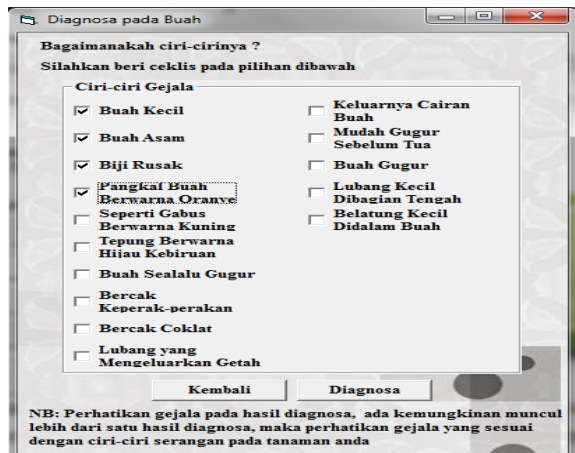 Diagnosa pada Buah
Bagaimanakah ciri-cirinya ?
Silahkan beri ceklis pada pilihan dibawah
Ciri-ciri Gejala
Buah Kecil
Buah Asam
Biji Rusak
Pangkal Buah
Berwarna Oranye
Seperti Gabus
Berwarna Kuning
Tepung Berwarna
Hijau Kebiruan
Buah Sealalu Gugur
Bercak
Keperak-perakan
Bercak Coklat
Lubang yang
Mengeluarkan Getah
Keluarnya Cairan
Buah
Mudah Gugur
Sebelum Tua
Buah Gugur
Lubang Kecil
Dibagian Tengah
Belatung Kecil
Didalam Buah
Kembali
Diagnosa
NB: Perhatikan gejala pada hasil diagnosa, ada kemungkinan muncul
lebih dari satu hasil diagnosa, maka perhatikan gejala yang sesuai
dengan ciri-ciri serangan pada tanaman anda